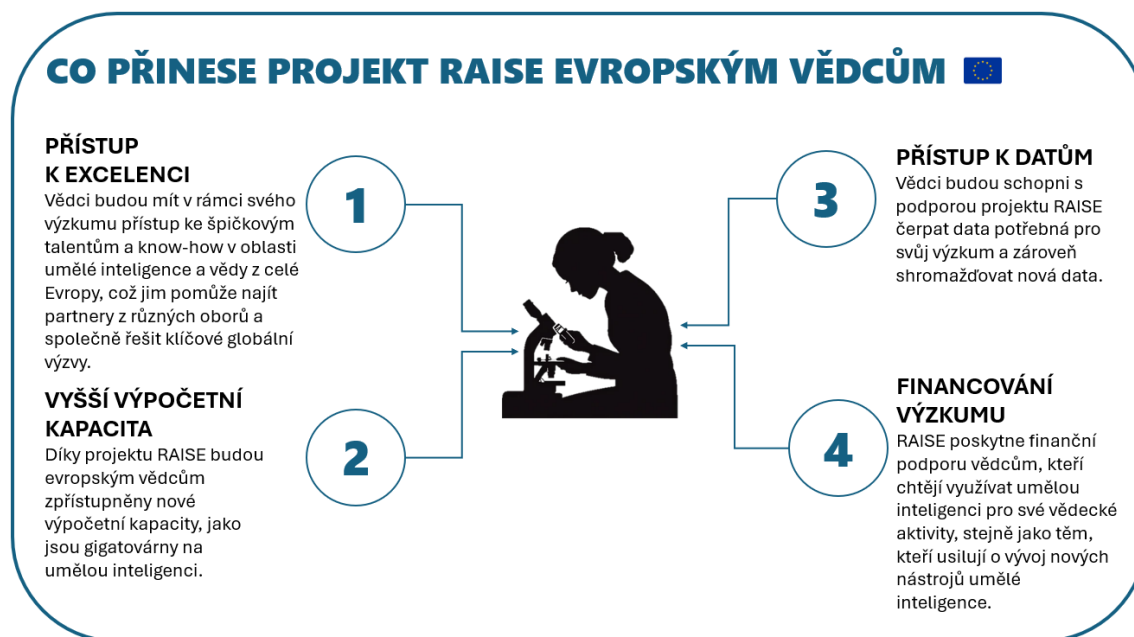 CO PŘINESE PROJEKT RAISE EVROPSKÝM VĚDCŮM
PŘÍSTUP
K EXCELENCI
Vědci budou mít v rámci svého
výzkumu přístup ke špičkovým
talentům a know-how v oblasti
umělé inteligence a vědy z celé
Evropy, což jim pomůže najít
partnery z různých oborů a
společně řešit klíčové globální
výzvy.
1
VYŠŠÍ VÝPOČETNÍ
KAPACITA
Díky projektu RAISE budou
evropským vědcům
zpřístupněny nové
výpočetní kapacity, jako
jsou gigatovárny na
umělou inteligenci.
2
3
PŘÍSTUP K DATŮM
Vědci budou schopni s
podporou projektu RAISE
čerpat data potřebná pro
svůj výzkum a zároveň
shromažďovat nová data.
4
FINANCOVÁNÍ
VÝZKUMU
RAISE poskytne finanční
podporu vědcům, kteří
chtějí využívat umělou
inteligenci pro své vědecké
aktivity, stejně jako těm,
kteří usilují o vývoj nových
nástrojů umělé
inteligence.